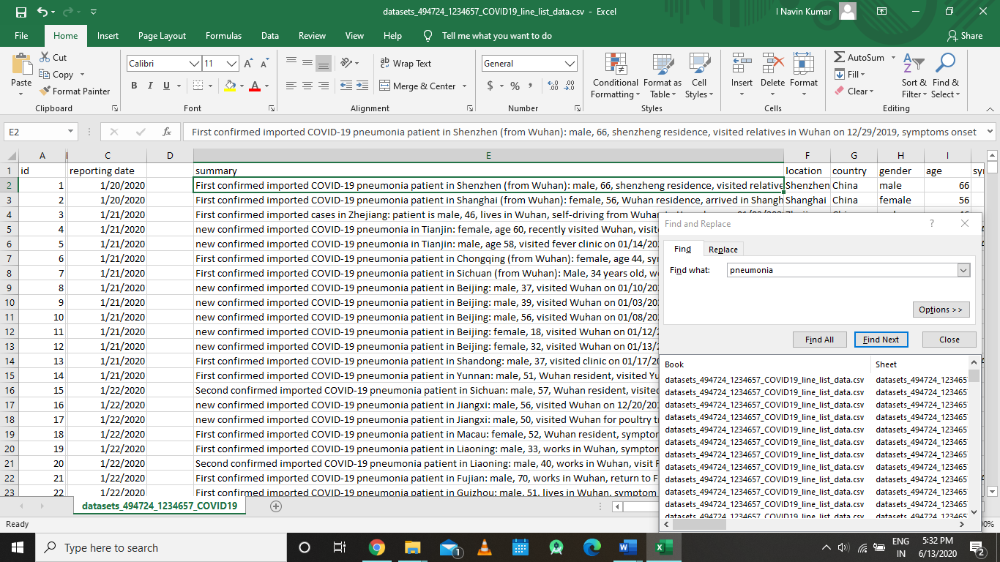 datasets_494724_1234657_COVID19_line_list_data.csv - Excel
I Navin Kumar
File Home Insert Page Layout Formulas Data Review View Help Tell me what you want to do Share
Paste
Cut
Copy
Format Painter
Clipboard
Calibri 11
B I U
Font
Wrap Text
Merge & Center
Alignment
General
$ % ,
Number
Conditional Formatting
Format as Table
Cell Styles
Styles
Insert Delete Format
Cells
AutoSum
Fill
Clear
Sort & Filter
Find & Select
Editing
E2
fx
First confirmed imported COVID-19 pneumonia patient in Shenzhen (from Wuhan): male, 66, shenzheng residence, visited relatives in Wuhan on 12/29/2019, symptoms onset
A C D E F G H I
1 id reporting date summary location country gender age syn
2 1 1/20/2020 First confirmed imported COVID-19 pneumonia patient in Shenzhen (from Wuhan): male, 66, shenzheng residence, visited relative Shenzhen China male 66
3 2 1/20/2020 First confirmed imported COVID-19 pneumonia patient in Shanghai (from Wuhan): female, 56, Wuhan residence, arrived in Shangh Shanghai China female 56
4 3 1/21/2020 First confirmed imported cases in Zhejiang: patient is male, 46, lives in Wuhan, self-driving from Wuhan
5 4 1/21/2020 new confirmed imported COVID-19 pneumonia in Tianjin: female, age 60, recently visited Wuhan, visit
6 5 1/21/2020 new confirmed imported COVID-19 pneumonia in Tianjin: male, age 58, visited fever clinic on 01/14/20
7 6 1/21/2020 First confirmed imported COVID-19 pneumonia patient in Chongqing (from Wuhan): female, age 44, syr
8 7 1/21/2020 First confirmed imported COVID-19 pneumonia patient in Sichuan (from Wuhan): Male, 34 years old, w
9 8 1/21/2020 new confirmed imported COVID-19 pneumonia patient in Beijing: male, 37, visited Wuhan on 01/10/20
10 9 1/21/2020 new confirmed imported COVID-19 pneumonia patient in Beijing: male, 39, visited Wuhan on 01/03/20
11 10 1/21/2020 new confirmed imported COVID-19 pneumonia patient in Beijing: male, 56, visited Wuhan on 01/08/20
12 11 1/21/2020 new confirmed imported COVID-19 pneumonia patient in Beijing: female, 18, visited Wuhan on 01/12/
13 12 1/21/2020 new confirmed imported COVID-19 pneumonia patient in Beijing: female, 32, visited Wuhan on 01/13/
14 13 1/21/2020 First confirmed imported COVID-19 pneumonia patient in Shandong: male, 37, visited clinic on 01/17/20
15 14 1/21/2020 First confirmed imported COVID-19 pneumonia patient in Yunnan: male, 51, Wuhan resident, visited Yu
16 15 1/22/2020 Second confirmed imported COVID-19 pneumonia patient in Sichuan: male, 57, Wuhan resident, visited
17 16 1/22/2020 new confirmed imported COVID-19 pneumonia patient in Jiangxi: male, 56, visited Wuhan on 12/20/201
18 17 1/22/2020 new confirmed imported COVID-19 pneumonia patient in Jiangxi: male, 50, visited Wuhan for poultry t
19 18 1/22/2020 First confirmed imported COVID-19 pneumonia patient in Macau: female, 52, Wuhan resident, sympton
20 19 1/22/2020 First confirmed imported COVID-19 pneumonia patient in Liaoning: male, 33, works in Wuhan, sympton
21 20 1/22/2020 Second confirmed imported COVID-19 pneumonia patient in Liaoning: male, 40, works in Wuhan, visit F
22 21 1/22/2020 First confirmed imported COVID-19 pneumonia patient in Fujian: male, 70, works in Wuhan, return to F
23 22 1/22/2020 First confirmed imported COVID-19 pneumonia patient in Guizhou: male, 51, lives in Wuhan, symptom
Find and Replace
?
Find Replace
Find what: pneumonia
Options >>
Find All Find Next Close
Book Sheet
datasets_494724_1234657_COVID19_line_list_data.csv datasets_494724_123465
datasets_494724_1234657_COVID19_line_list_data.csv datasets_494724_123465
datasets_494724_1234657_COVID19_line_list_data.csv datasets_494724_123465
datasets_494724_1234657_COVID19_line_list_data.csv datasets_494724_123465
datasets_494724_1234657_COVID19_line_list_data.csv datasets_494724_123465
datasets_494724_1234657_COVID19_line_list_data.csv datasets_494724_123465
datasets_494724_1234657_COVID19_line_list_data.csv datasets_494724_123465
datasets_494724_1234657_COVID19_line_list_data.csv datasets_494724_123465
datasets_494724_1234657_COVID19_line_list_data.csv datasets_494724_123465
datasets_494724_1234657_COVID19_line_list_data.csv datasets_494724_123465
datasets_494724_1234657_COVID19_line_list_data.csv datasets_494724_123465
datasets_494724_1234657_COVID19_line_list_data.csv datasets_494724_123465
datasets_494724_1234657_COVID19
Ready
0%
Type here to search
1
ENG
IN
5:32 PM
6/13/2020
2